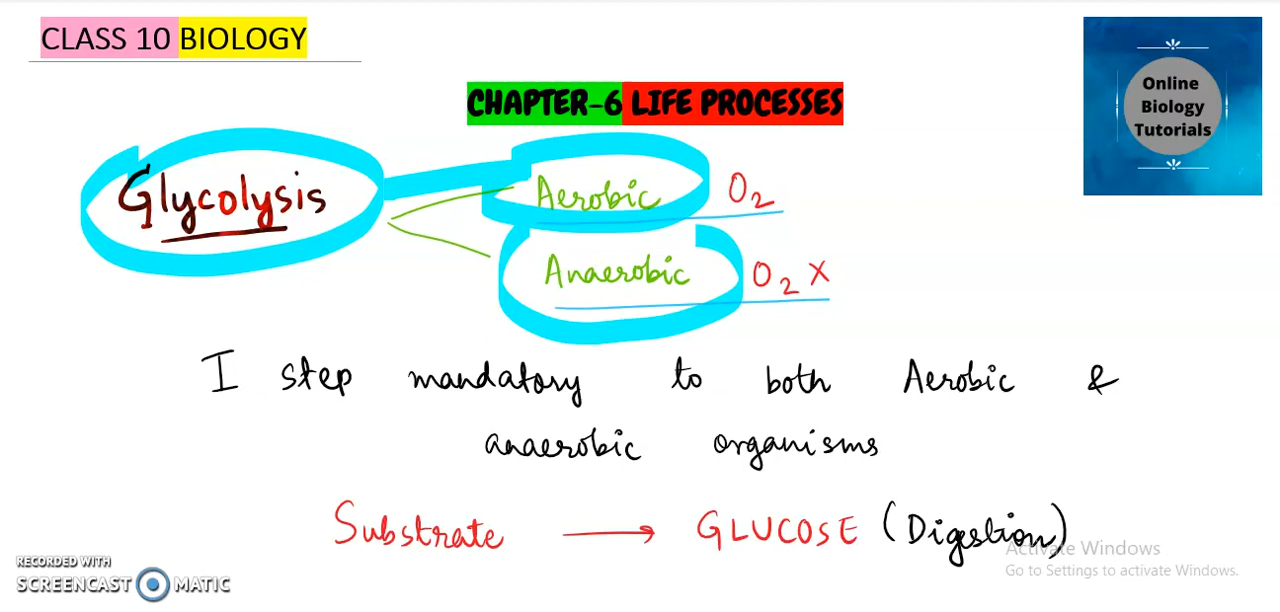 CLASS 10 BIOLOGY
Online
Biology
Tutorials
CHAPTER-6 LIFE PROCESSES
Glycolysis
Aerobic O2
Anaerobic O2 X
I step mandatory to both Aerobic &
anaerobic organisms
Substrate → GLUCOSE (Digestion)
Activate Windows
Go to Settings to activate Windows.
RECORDED WITH
SCREENCAST MATIC